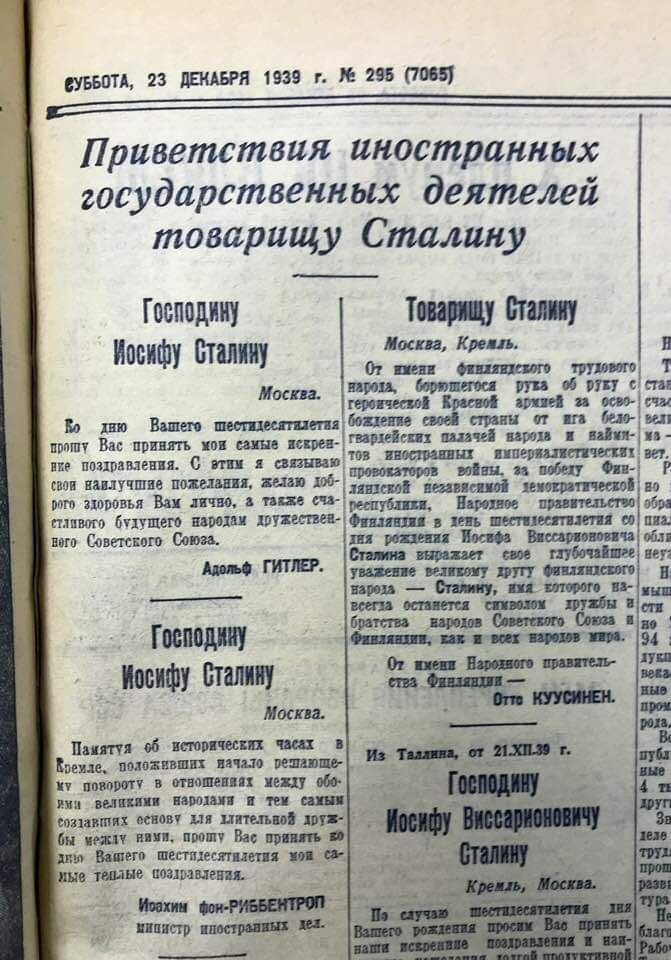 СУББОТА, 23 ДЕКАБРЯ 1939 г. № 295 (7065)
Приветствия иностранных
государственных деятелей
товарищу Сталину
Господину
Иосифу Сталину
Москва.
Ко дню Вашего шестидесятилетия
прошу Вас принять мои самые искрен-
ние поздравления. С этим я связываю
свои наилучшие пожелания, желаю доб-
рого здоровья Вам лично, а также сча-
стливого будущего народам дружествен-
ного Советского Союза.
Адольф ГИТЛЕР.
Господину
Иосифу Сталину
Москва.
Памятуя об исторических часах в
Кремле, положивших начало решающе-
му повороту в отношениях между обо-
ими великими народами и тем самым
создавших основу для длительной друж-
бы между ними, прошу Вас принять ко
дню Вашего шестидесятилетия мои са-
мые теплые поздравления.
Иоахим фон-РИББЕНТРОП
министр иностранных дел.
Товарищу Сталину
Москва, Кремль.
От имени финляндского трудового
народа, борющегося рука об руку с
героической Красной армией за осво-
бождение своей страны от ига бело-
гвардейских палачей народа и найми-
тов иностранных империалистических
провокаторов войны, за победу Фин-
ляндской независимой демократической
республики, Народное правительство
Финляндии в день шестидесятилетия со
дня рождения Иосифа Виссарионовича
Сталина выражает свое глубочайшее
уважение великому другу финляндского
народа — Сталину, имя которого на-
всегда останется символом дружбы и
братства народов Советского Союза и
Финляндии, как и всех народов мира.
От имени Народного правитель-
ства Финляндии —
Отто КУУСИНЕН.
Из Таллина, от 21.XII-39 г.
Господину
Иосифу Виссарионовичу
Сталину
Кремль, Москва.
По случаю шестидесятилетия дня
Вашего рождения просим Вас принять
наши искренние поздравления и наи-